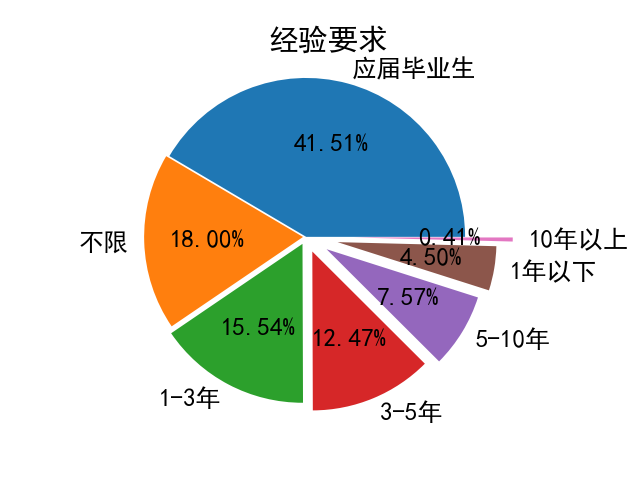 经验要求
应届毕业生
41.51%
不限
18.00%
0.41%
10年以上
4.50%
1年以下
7.57%
15.54%
12.47%
5-10年
1-3年
3-5年